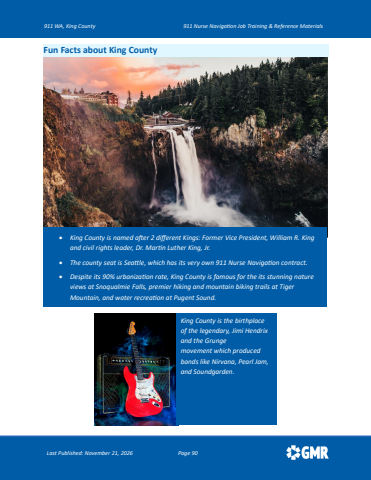 911 WA, King County
911 Nurse Navigation Job Training & Reference Materials
Fun Facts about King County
• King County is named after 2 different Kings: Former Vice President, William R. King
and civil rights leader, Dr. Martin Luther King, Jr.
• The county seat is Seattle, which has its very own 911 Nurse Navigation contract.
• Despite its 90% urbanization rate, King County is famous for the its stunning nature
views at Snoqualmie Falls, premier hiking and mountain biking trails at Tiger
Mountain, and water recreation at Pugent Sound.
King County is the birthplace
of the legendary, Jimi Hendrix
and the Grunge
movement which produced
bands like Nirvana, Pearl Jam,
and Soundgarden.
Last Published: November 21, 2026
Page 90
GMR